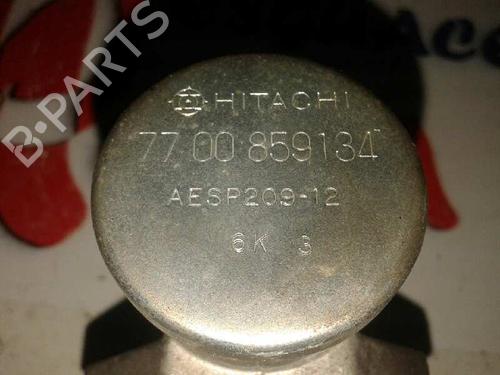 B-PARTS
HITACHI
77 00 859134
AESP209-12
6K 3